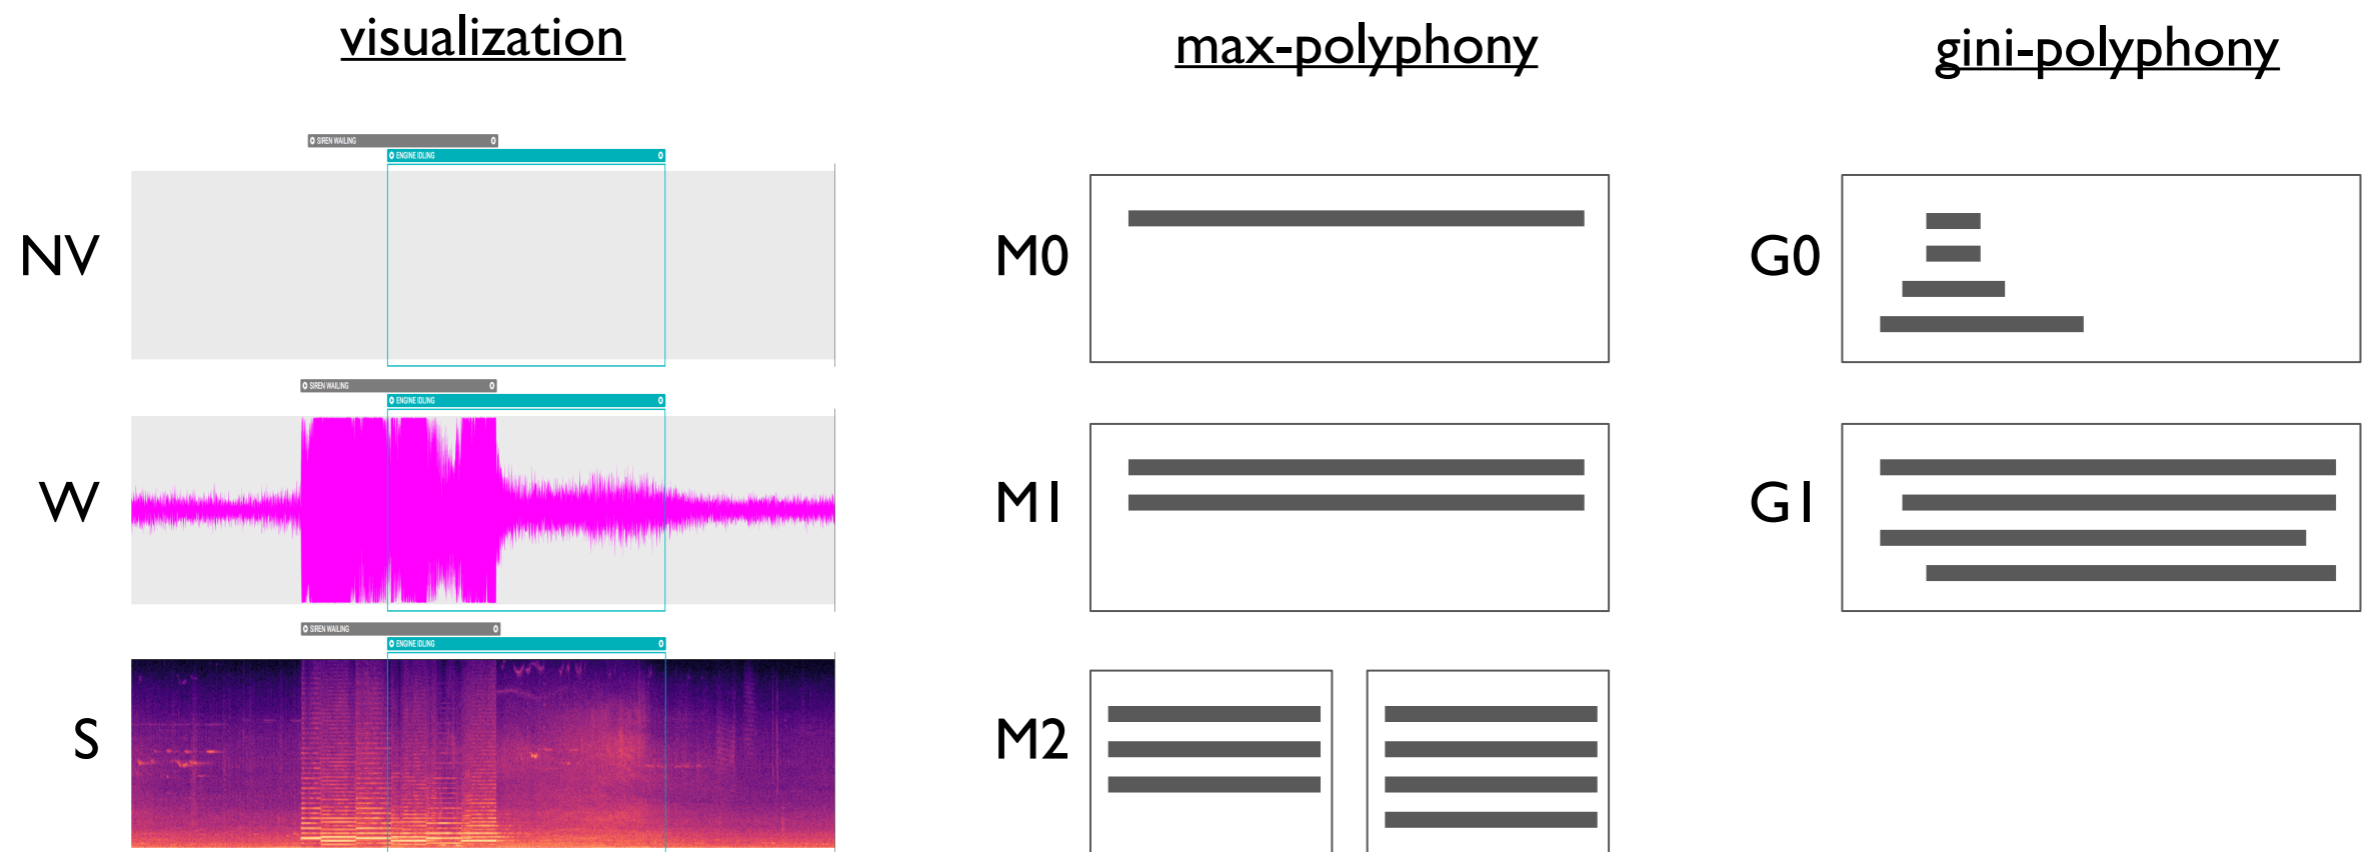 visualization
max-polyphony
gini-polyphony
SIREN WAILING
ENGINE IDLING
NV
M0
G0
SIREN WAILING
ENGINE IDLING
W
M1
G1
SIREN WAILING
ENGINE IDLING
S
M2